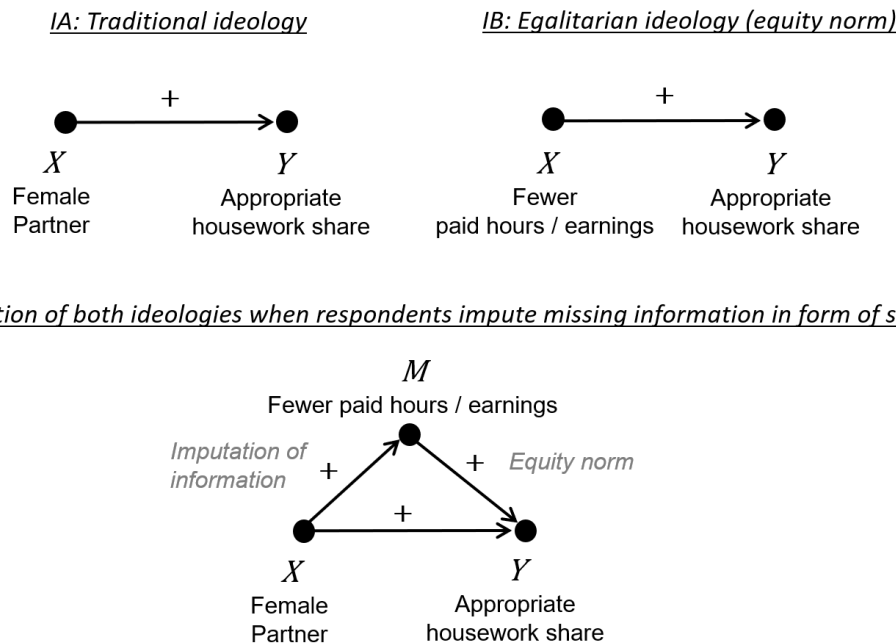 IA: Traditional ideology
IB: Egalitarian ideology (equity norm)
+
+
X
Y
X
Y
Female
Partner
Appropriate
housework share
Fewer
paid hours / earnings
Appropriate
housework share
tion of both ideologies when respondents impute missing information in form of s
M
Fewer paid hours / earnings
Imputation of
information
+
+
Equity norm
+
X
Y
Female
Partner
Appropriate
housework share